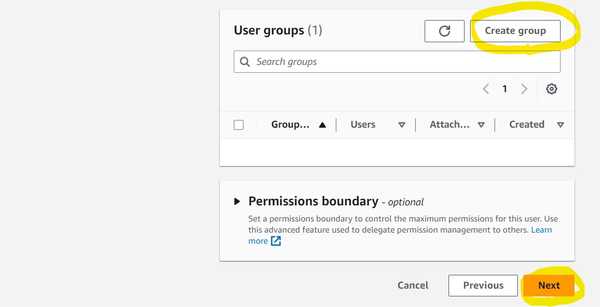 User groups (1)
Create group
Search groups
1
Group...
Users
Attach...
Created
Permissions boundary - optional
Set a permissions boundary to control the maximum permissions for this user. Use
this advanced feature used to delegate permission management to others. Learn
more
Cancel
Previous
Next